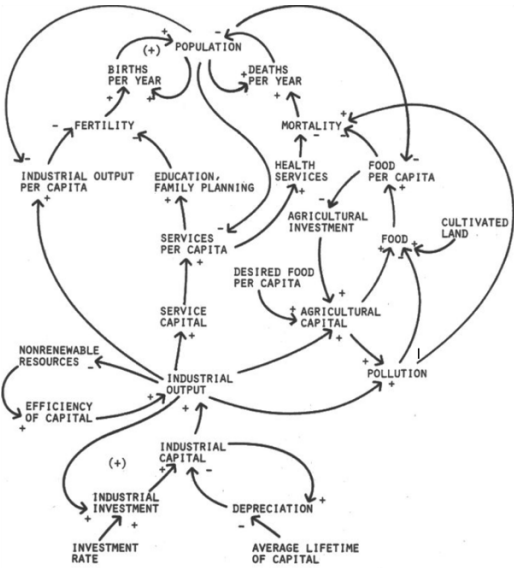 POPULATION
(+)
BIRTHS
PER YEAR
DEATHS
PER YEAR
FERTILITY
MORTALITY
INDUSTRIAL OUTPUT
PER CAPITA
EDUCATION,
FAMILY PLANNING
HEALTH
SERVICES
FOOD
PER CAPITA
AGRICULTURAL
INVESTMENT
CULTIVATED
LAND
SERVICES
PER CAPITA
FOOD
DESIRED FOOD
PER CAPITA
SERVICE
CAPITAL
AGRICULTURAL
CAPITAL
NONRENEWABLE
RESOURCES
INDUSTRIAL
OUTPUT
POLLUTION
EFFICIENCY
OF CAPITAL
INDUSTRIAL
CAPITAL
(+)
INDUSTRIAL
INVESTMENT
DEPRECIATION
INVESTMENT
RATE
AVERAGE LIFETIME
OF CAPITAL